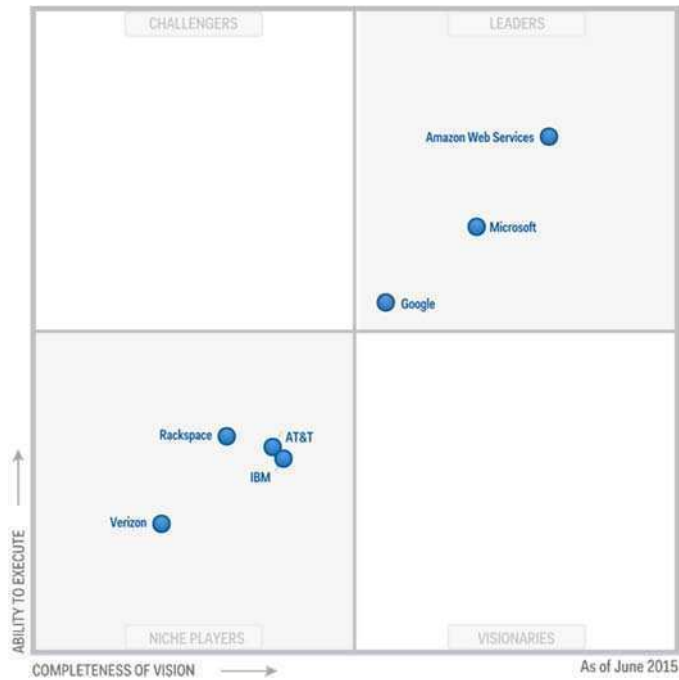 CHALLENGERS
LEADERS
Amazon Web Services
Microsoft
Google
Rackspace
AT&T
IBM
Verizon
ABILITY TO EXECUTE
NICHE PLAYERS
VISIONARIES
COMPLETENESS OF VISION
As of June 2015